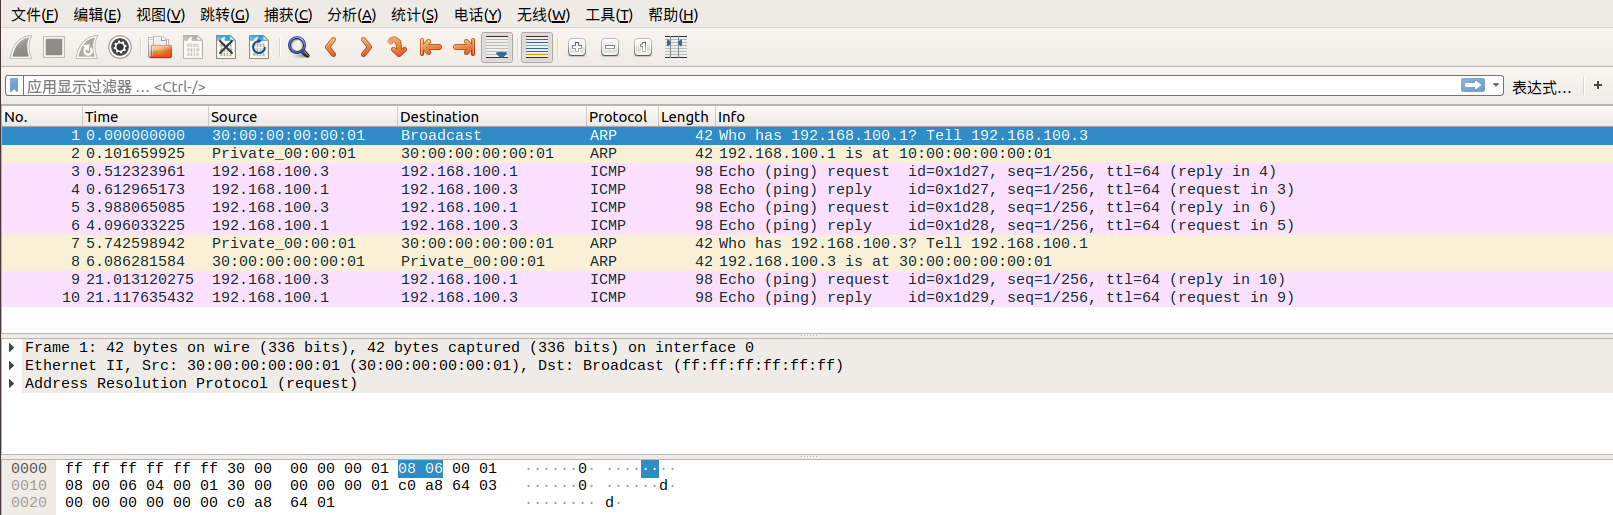 文件(F) 编辑(E) 视图(V) 跳转(G) 捕获(C) 分析(A) 统计(S) 电话(Y) 无线(W) 工具(T) 帮助(H)
应用显示过滤器 … <Ctrl-/> 表达式… +
No. Time Source Destination Protocol Length Info
1 0.000000000 30:00:00:00:00:01 Broadcast ARP 42 Who has 192.168.100.1? Tell 192.168.100.3
2 0.101659925 Private_00:00:01 30:00:00:00:00:01 ARP 42 192.168.100.1 is at 10:00:00:00:00:01
3 0.512323961 192.168.100.3 192.168.100.1 ICMP 98 Echo (ping) request id=0x1d27, seq=1/256, ttl=64 (reply in 4)
4 0.612965173 192.168.100.1 192.168.100.3 ICMP 98 Echo (ping) reply id=0x1d27, seq=1/256, ttl=64 (request in 3)
5 3.988065085 192.168.100.3 192.168.100.1 ICMP 98 Echo (ping) request id=0x1d28, seq=1/256, ttl=64 (reply in 6)
6 4.096033225 192.168.100.1 192.168.100.3 ICMP 98 Echo (ping) reply id=0x1d28, seq=1/256, ttl=64 (request in 5)
7 5.742598942 Private_00:00:01 30:00:00:00:00:01 ARP 42 Who has 192.168.100.3? Tell 192.168.100.1
8 6.086281584 30:00:00:00:00:01 Private_00:00:01 ARP 42 192.168.100.3 is at 30:00:00:00:00:01
9 21.013120275 192.168.100.3 192.168.100.1 ICMP 98 Echo (ping) request id=0x1d29, seq=1/256, ttl=64 (reply in 10)
10 21.117635432 192.168.100.1 192.168.100.3 ICMP 98 Echo (ping) reply id=0x1d29, seq=1/256, ttl=64 (request in 9)
Frame 1: 42 bytes on wire (336 bits), 42 bytes captured (336 bits) on interface 0
Ethernet II, Src: 30:00:00:00:00:01 (30:00:00:00:00:01), Dst: Broadcast (ff:ff:ff:ff:ff:ff)
Address Resolution Protocol (request)
0000 ff ff ff ff ff ff 30 00 00 00 00 01 08 06 00 01 ······0· ········
0010 08 00 06 04 00 01 30 00 00 00 00 01 c0 a8 64 03 ······0· ······d·
0020 00 00 00 00 00 00 c0 a8 64 01 ········ d·